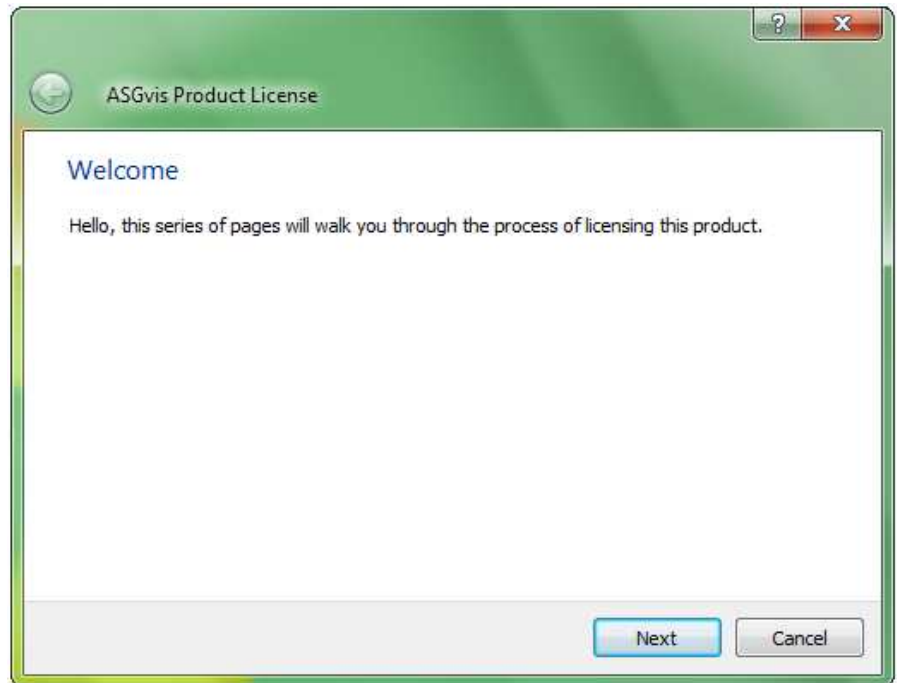 ASGvis Product License
Welcome
Hello, this series of pages will walk you through the process of licensing this product.
Next Cancel